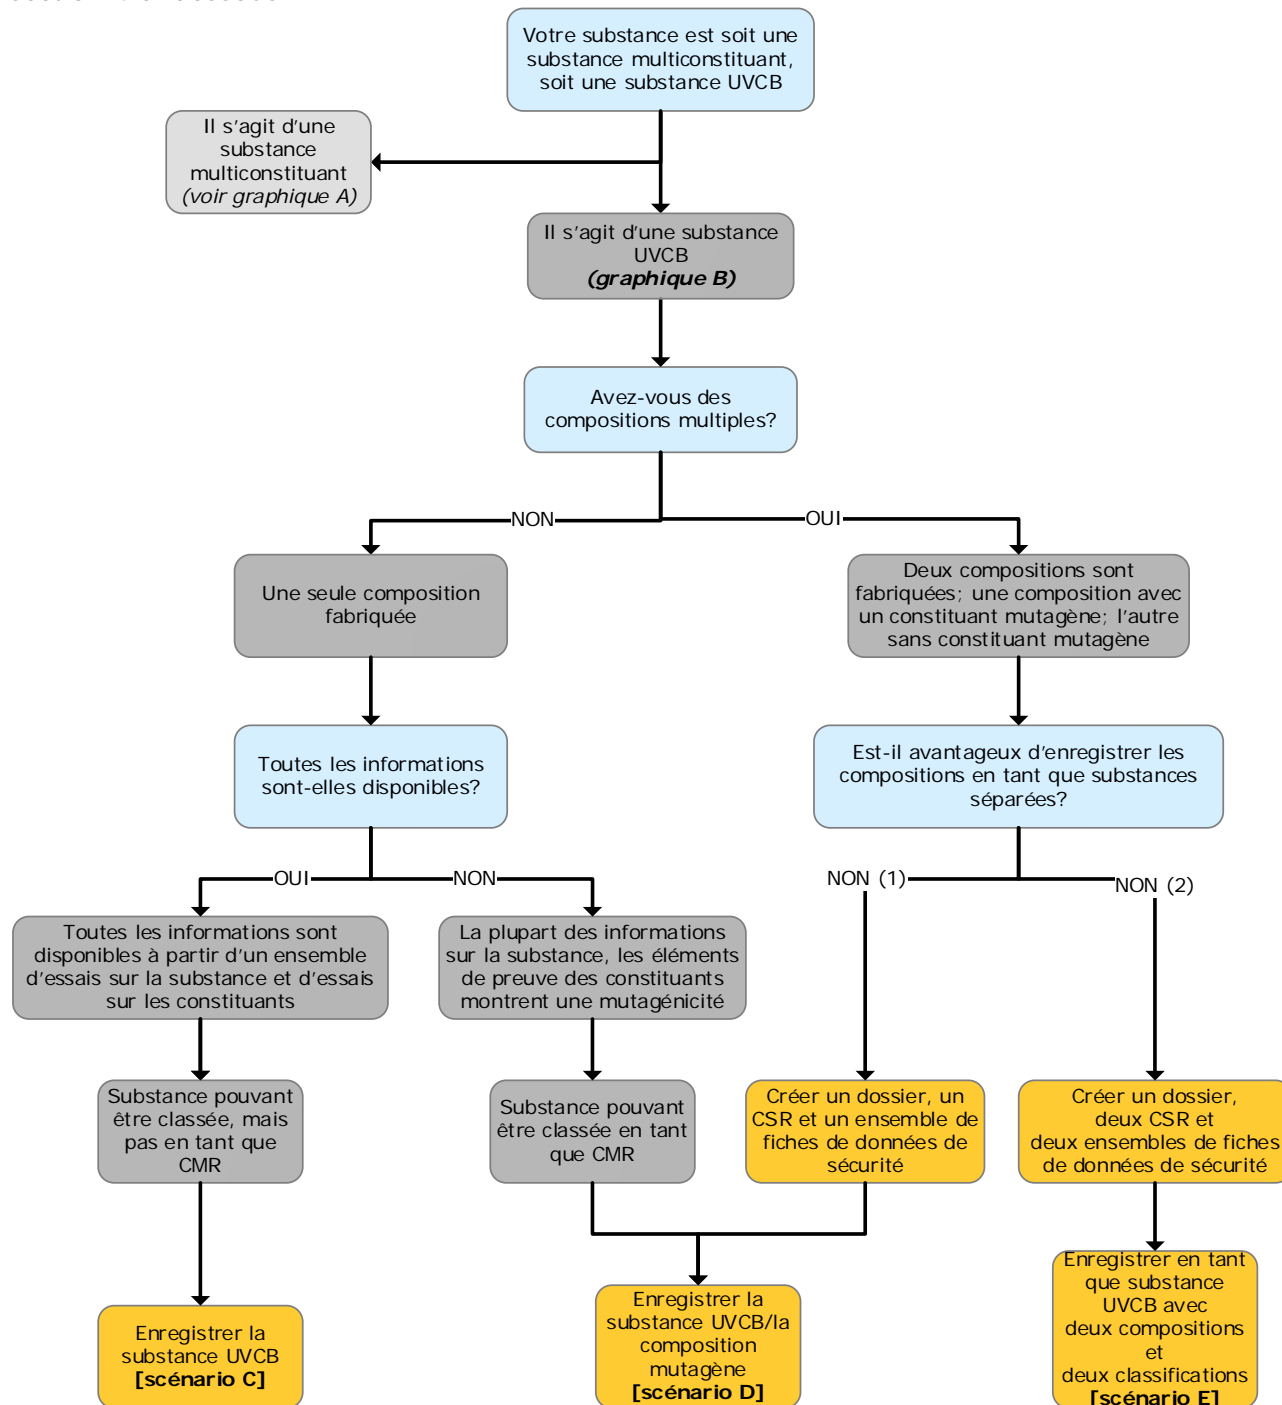 Votre substance est soit une
substance multiconstituant,
soit une substance UVCB
Il s'agit d'une
substance
multiconstituant
(voir graphique A)
Il s'agit d'une substance
UVCB
(graphique B)
Avez-vous des
compositions multiples?
NON
OUI
Une seule composition
fabriquée
Deux compositions sont
fabriquées; une composition avec
un constituant mutagène; l'autre
sans constituant mutagène
Toutes les informations
sont-elles disponibles?
Est-il avantageux d'enregistrer les
compositions en tant que substances
séparées?
OUI
NON
NON (1)
NON (2)
Toutes les informations sont
disponibles à partir d'un ensemble
d'essais sur la substance et d'essais
sur les constituants
La plupart des informations
sur la substance, les éléments
de preuve des constituants
montrent une mutagénicité
Substance pouvant
être classée, mais
pas en tant que
CMR
Substance pouvant
être classée en tant
que CMR
Créer un dossier, un
CSR et un ensemble de
fiches de données de
sécurité
Créer un dossier,
deux CSR et
deux ensembles de fiches
de données de sécurité
Enregistrer la
substance UVCB
[scénario C]
Enregistrer la
substance UVCB/la
composition
mutagène
[scénario D]
Enregistrer en tant
que substance
UVCB avec
deux compositions
et
deux classifications
[scénario E]